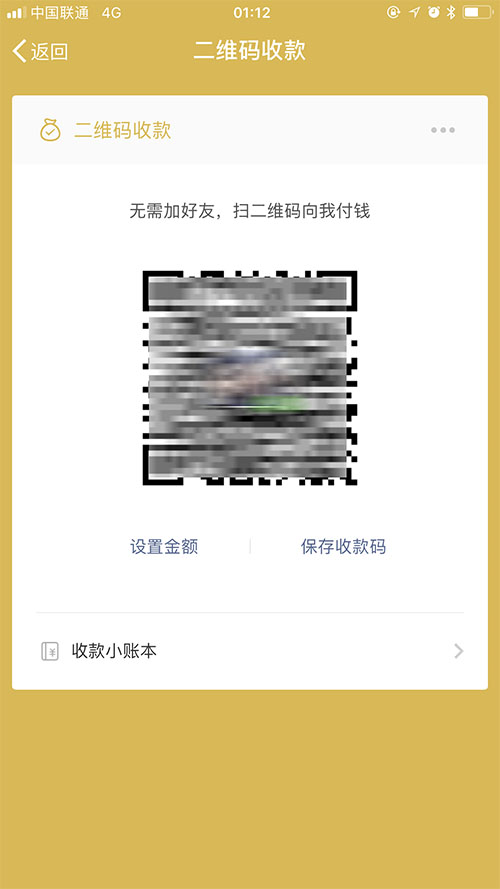 中国联通 4G 01:12
返回 二维码收款
二维码收款
无需加好友，扫二维码向我付钱
设置金额 保存收款码
收款小账本